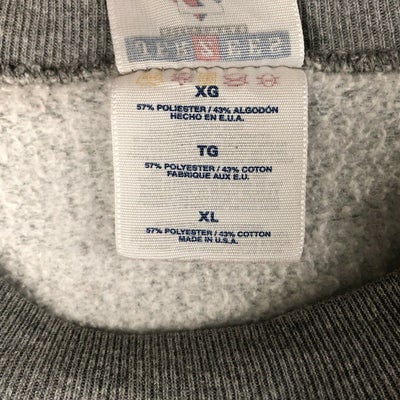 XG
57% POLIESTER / 43% ALGODÓN
HECHO EN E.U.A.
TG
57% POLYESTER / 43% COTON
FABRIQUE AUX E.U.
XL
57% POLYESTER / 43% COTTON
MADE IN U.S.A.